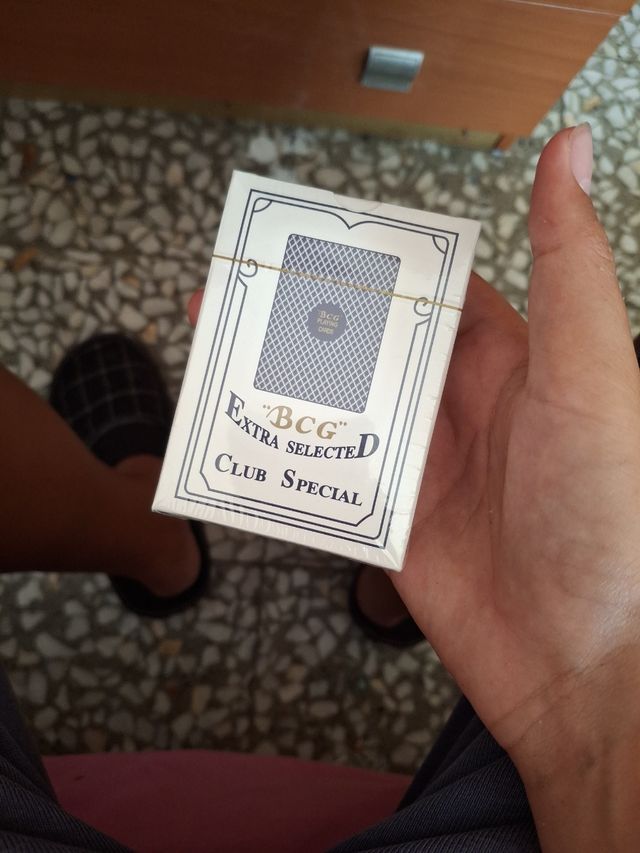 BCG
PLAYING
CARDS
"BCG"
EXTRA SELECTED
CLUB SPECIAL